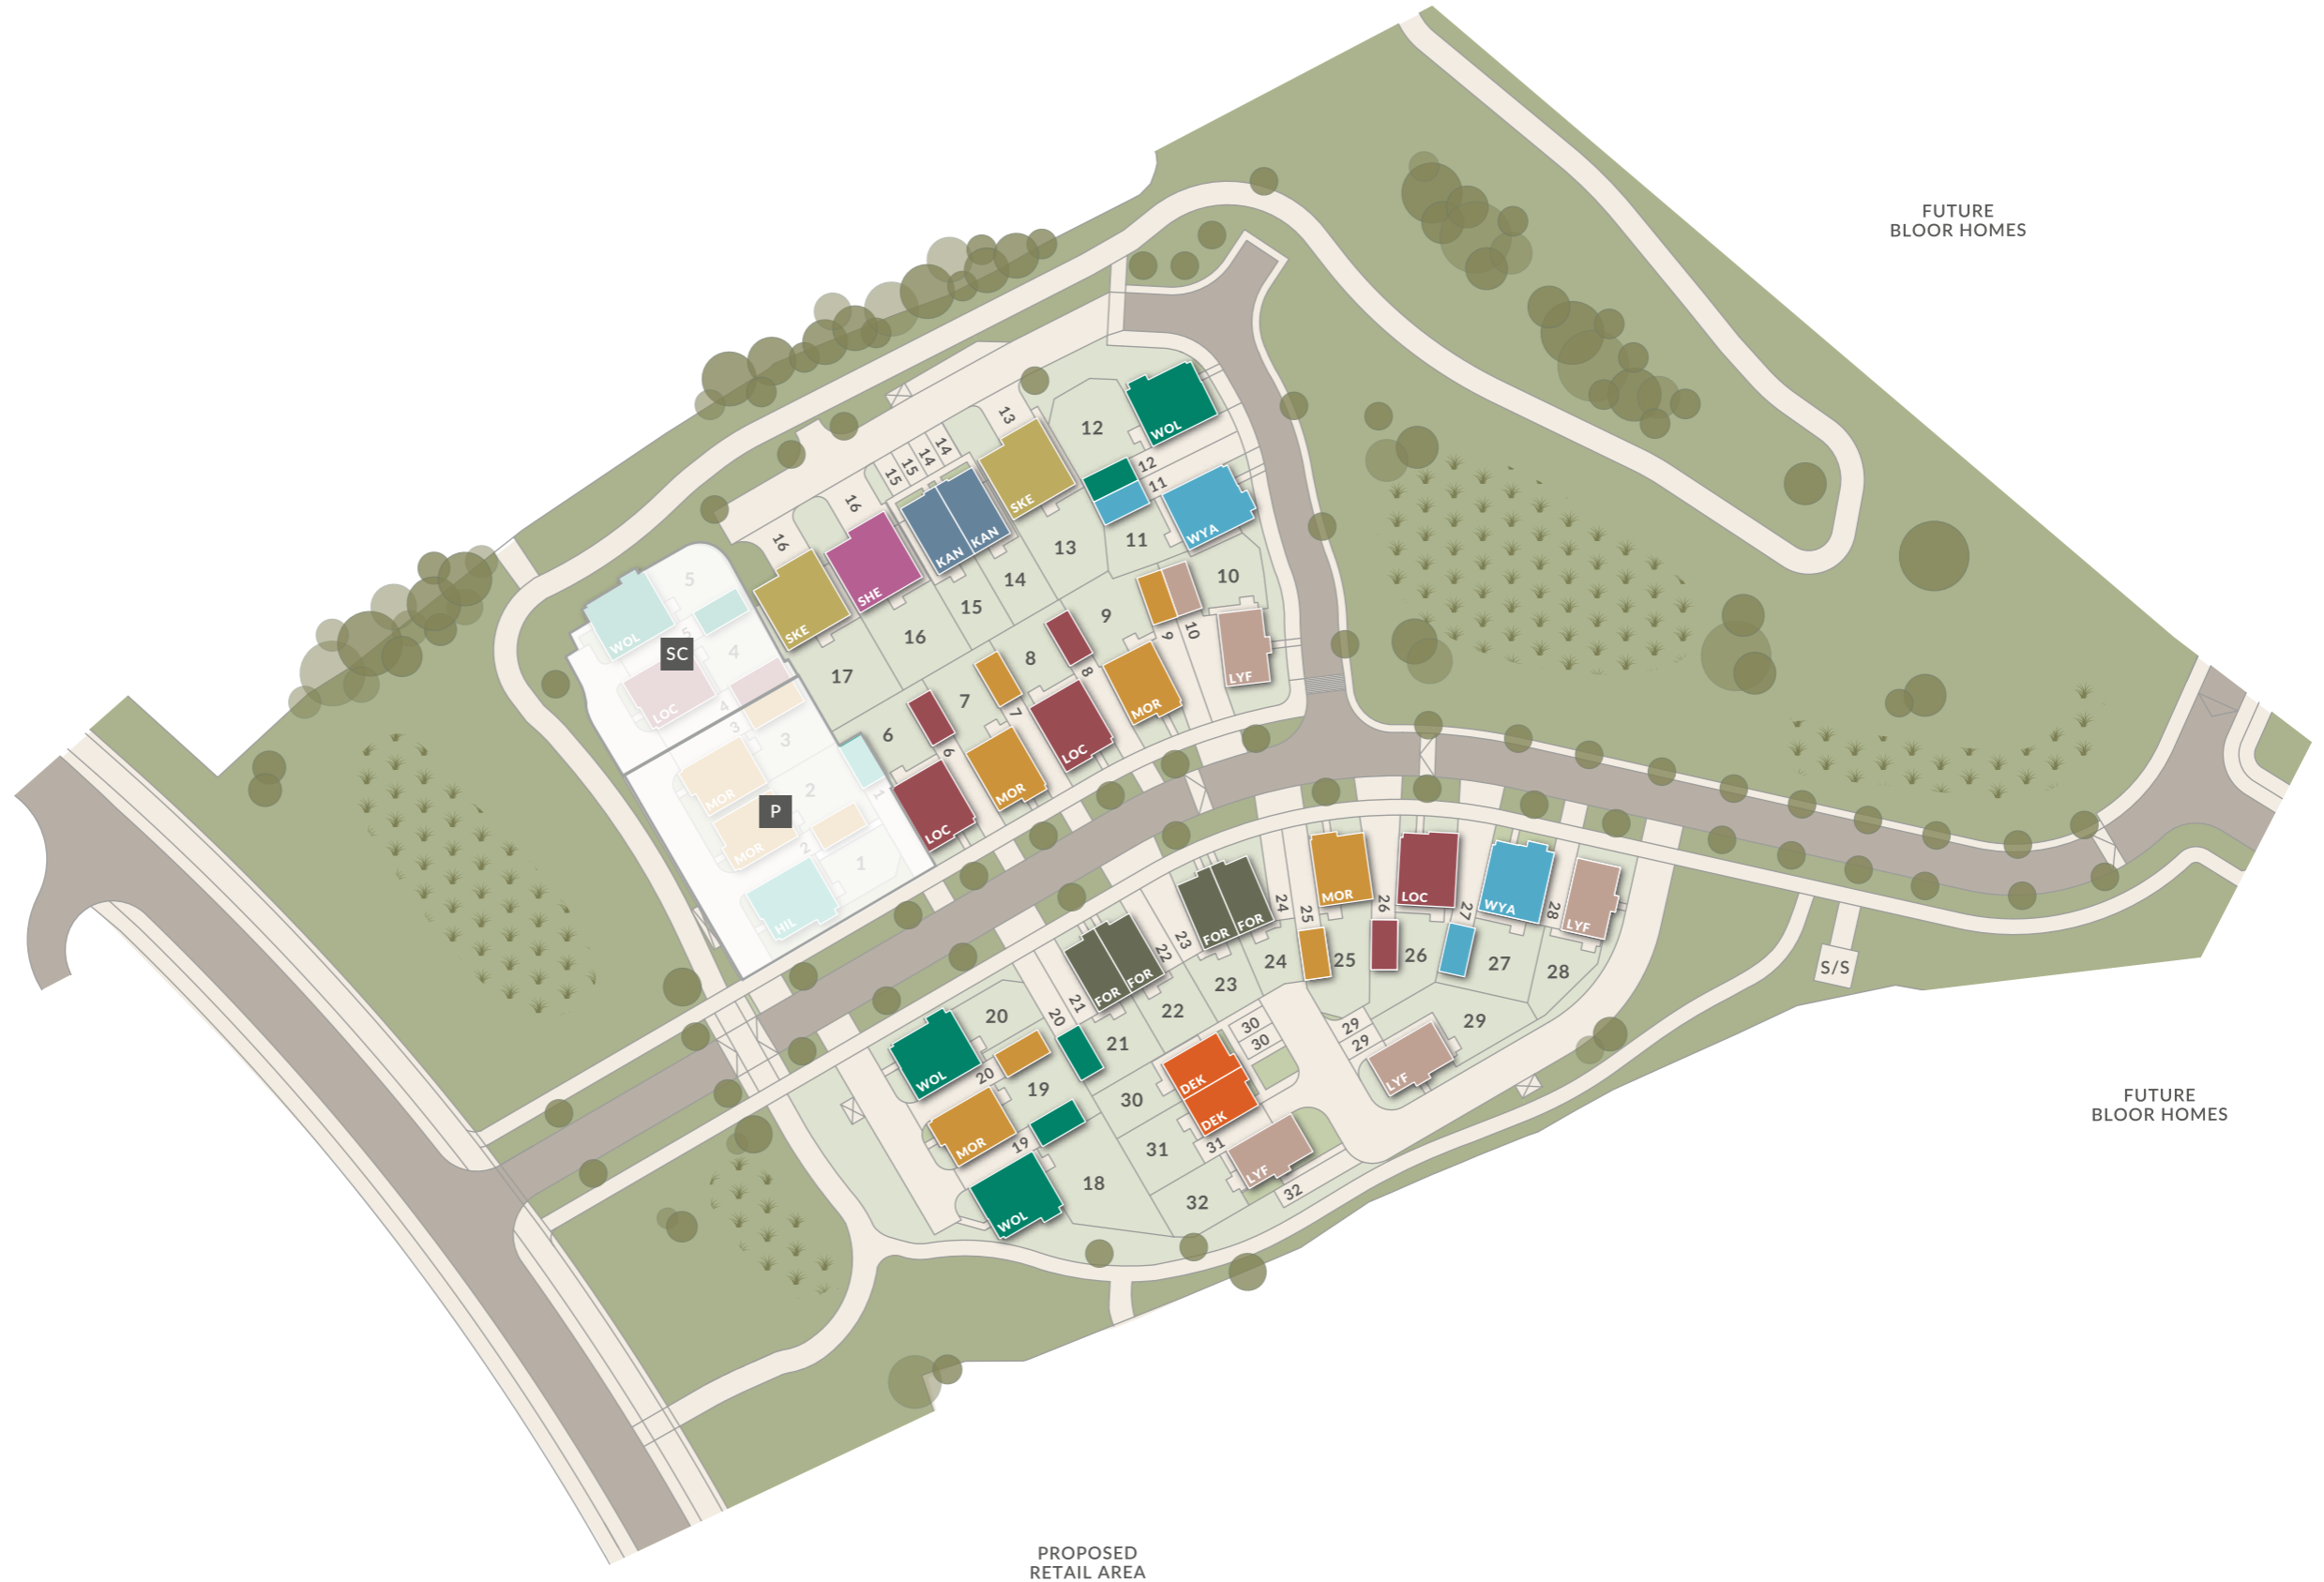 FUTURE
BLOOR HOMES
13
12
WOL
14
14
15
15
12
11
SKE
16
WYA
KAN
KAN
13
11
16
SHE
14
10
5
15
9
SKE
16
9
10
WOL
5
SC
4
8
8
17
LYF
LOC
4
7
7
MOR
3
3
6
6
LOC
MOR
2
MOR
1
P
LOC
MOR
2
1
HIL
24
25
MOR
26
LOC
27
WYA
28
LYF
FOR
FOR
23
22
24
25
26
27
28
S/S
FOR
FOR
23
21
20
22
20
21
30
30
29
29
29
WOL
20
19
DEK
DEK
LYF
30
MOR
19
31
31
LYF
WOL
18
32
32
FUTURE
BLOOR HOMES
PROPOSED
RETAIL AREA